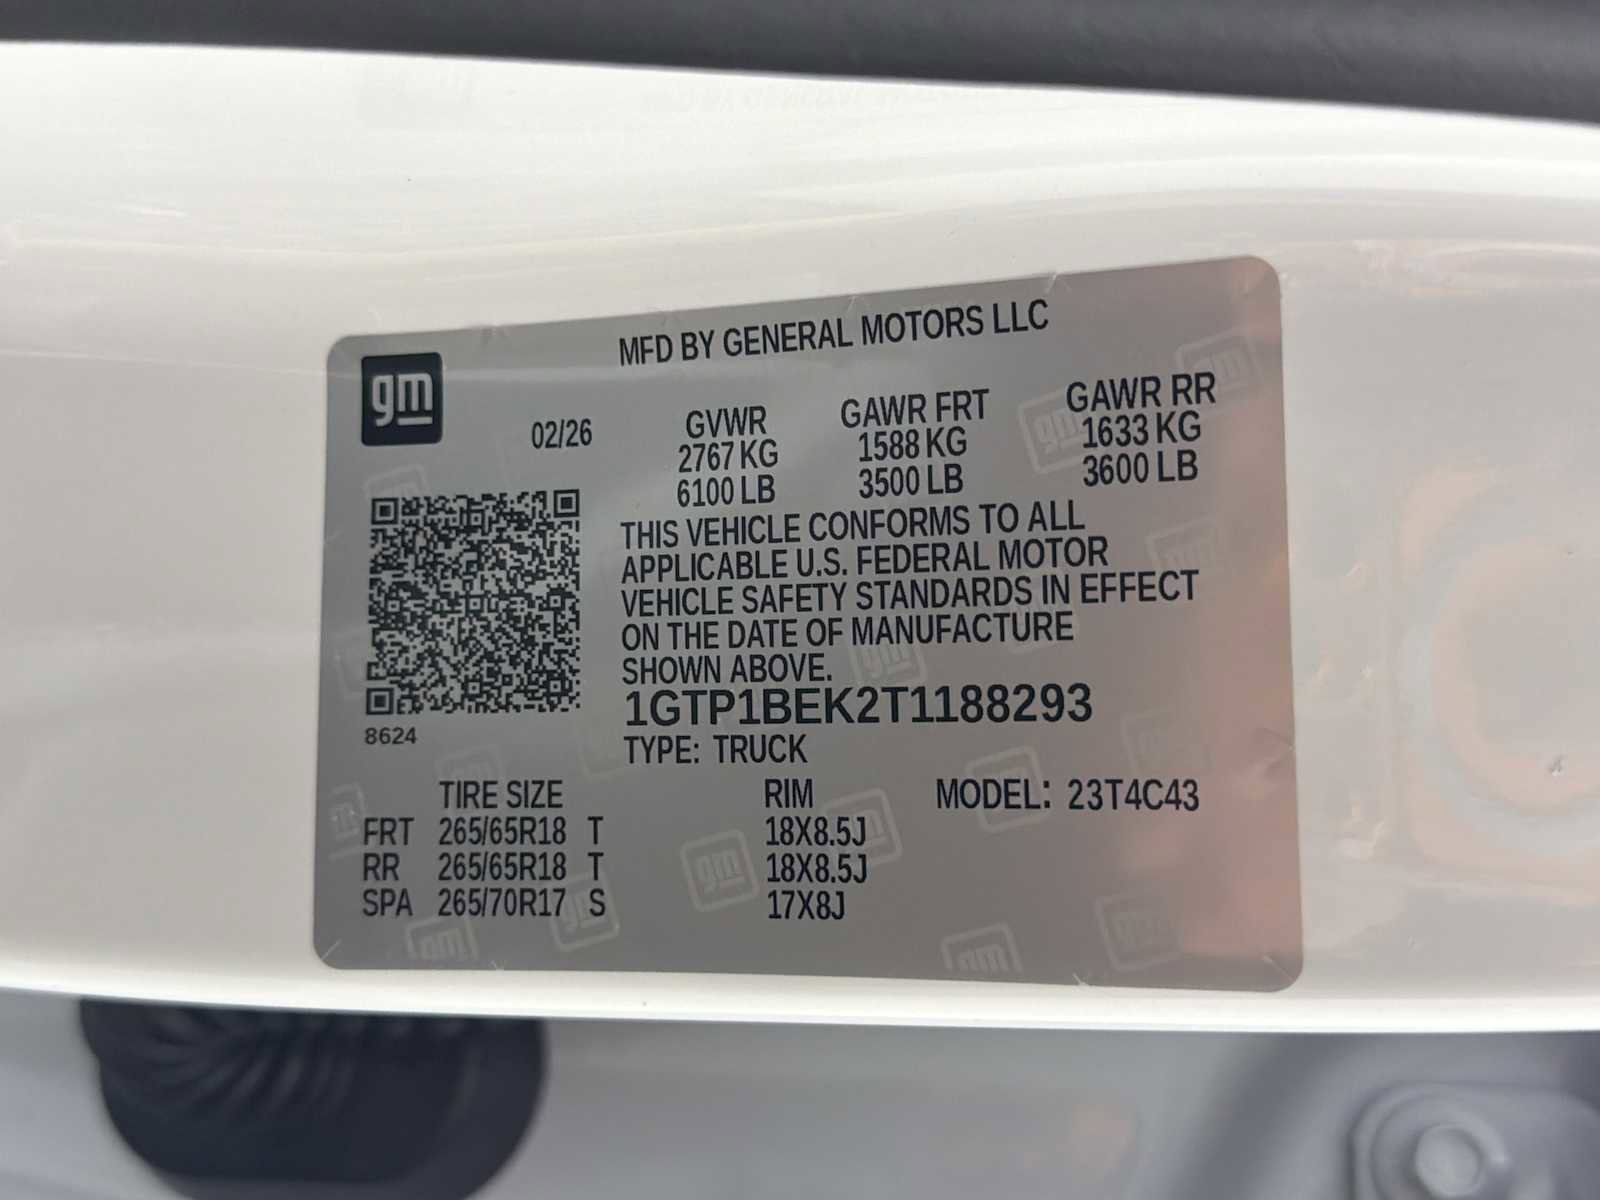 MFD BY GENERAL MOTORS LLC
gm
02/26
GVWR GAWR FRT GAWR RR
2767 KG 1588 KG 1633 KG
6100 LB 3500 LB 3600 LB
THIS VEHICLE CONFORMS TO ALL
APPLICABLE U.S. FEDERAL MOTOR
VEHICLE SAFETY STANDARDS IN EFFECT
ON THE DATE OF MANUFACTURE
SHOWN ABOVE.
1GTP1BEK2T1188293
8624
TYPE: TRUCK
TIRE SIZE RIM MODEL: 23T4C43
FRT 265/65R18 T 18X8.5J
RR 265/65R18 T 18X8.5J
SPA 265/70R17 S 17X8J